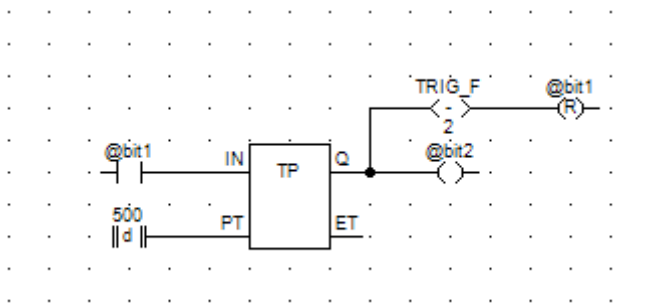 TRIG_F @bit1
- (R)
2
@bit1 IN TP Q @bit2
500
d PT ET